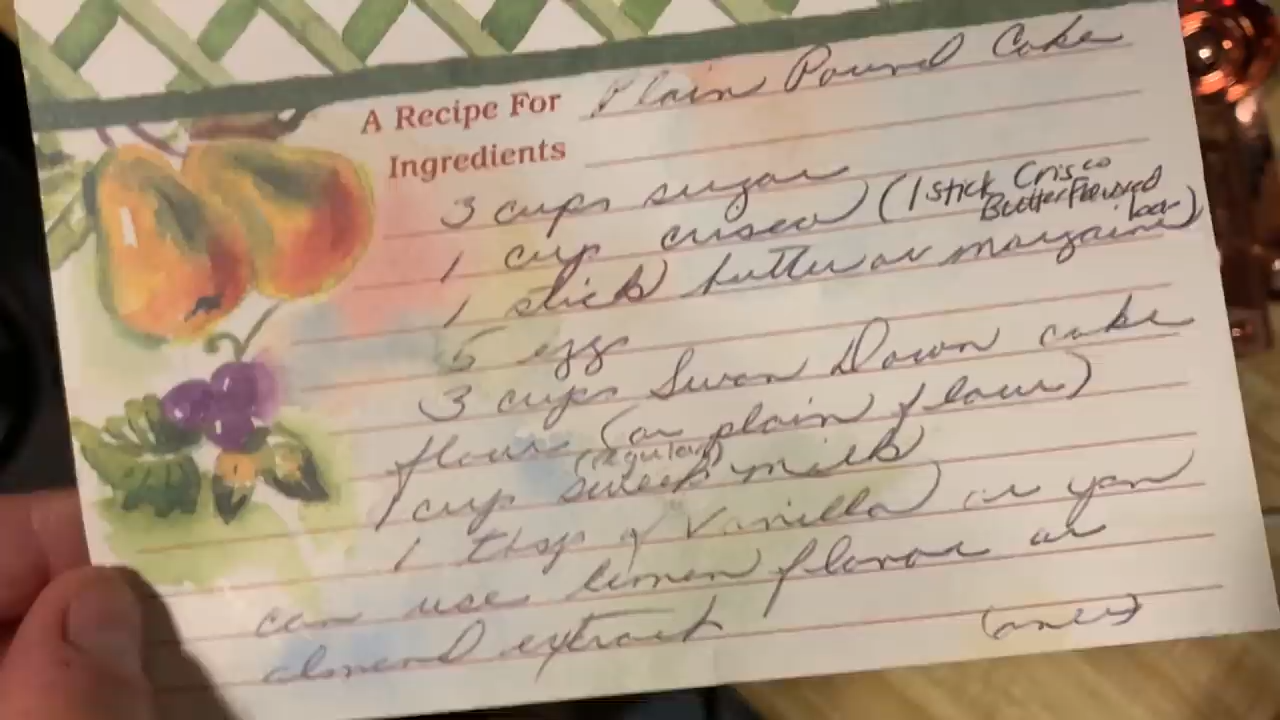 A Recipe For Plain Pound Cake
Ingredients
3 cups sugar
1 cup crisco (1 stick Crisco
Butter Flavored
bar)
1 stick butter or margarine
5 eggs
3 cups Swan Down cake
flour (or plain flour)
(regular)
1 cup sweet milk
1 tbsp of Vanilla or you
can use lemon flavor or
almond extract
(over)